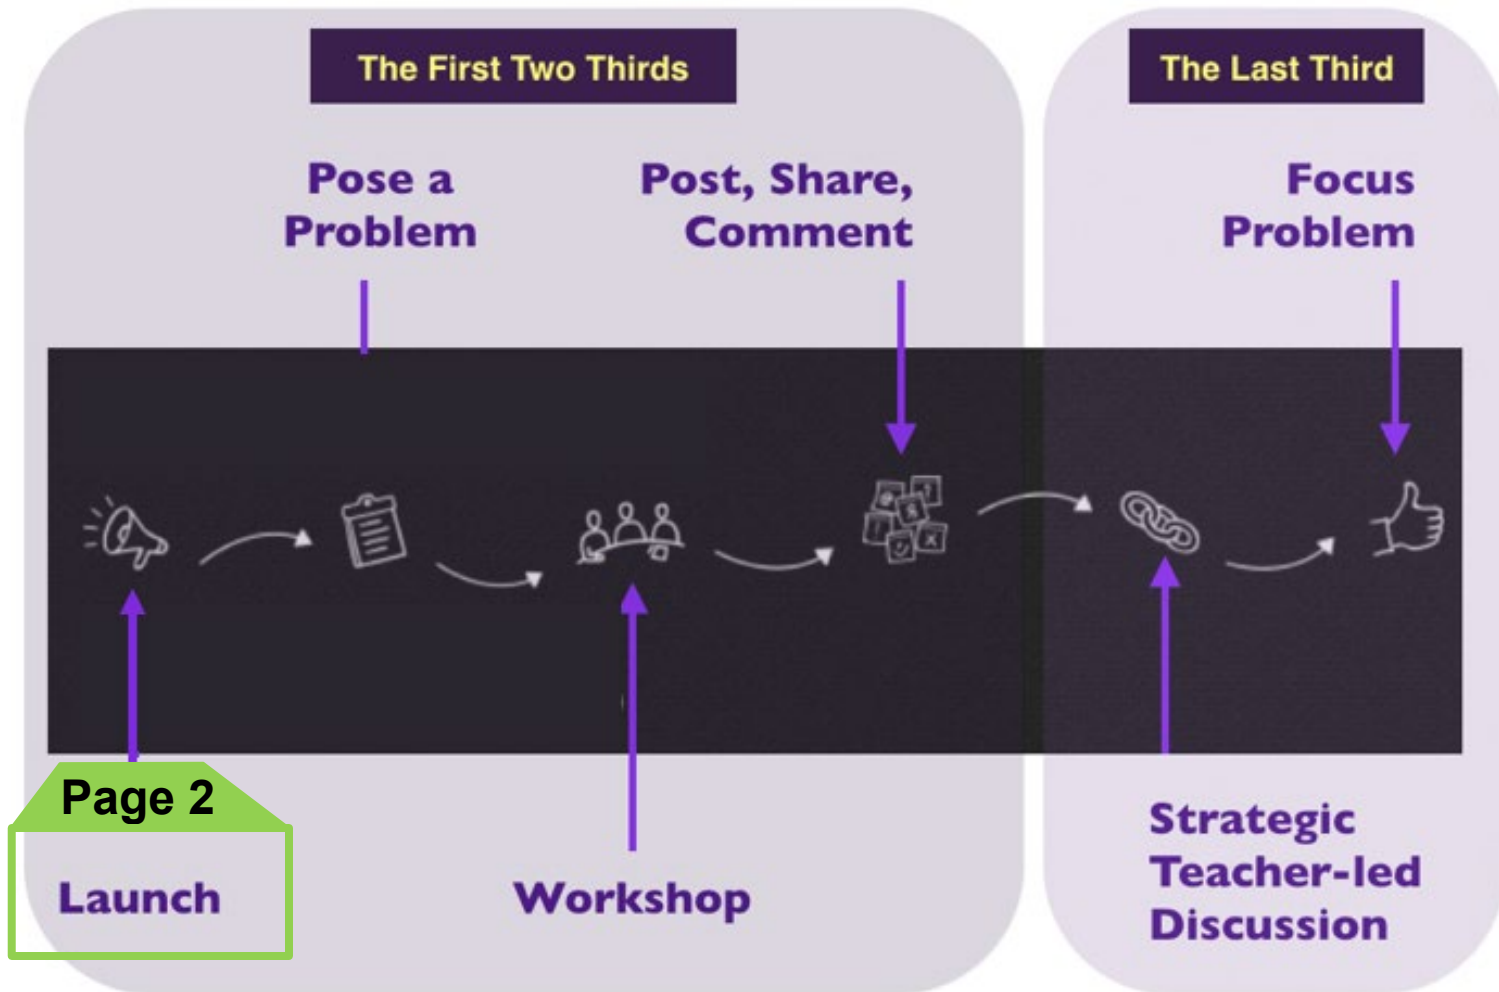 The First Two Thirds
The Last Third
Pose a
Problem
Post, Share,
Comment
Focus
Problem
Page 2
Launch
Workshop
Strategic
Teacher-led
Discussion